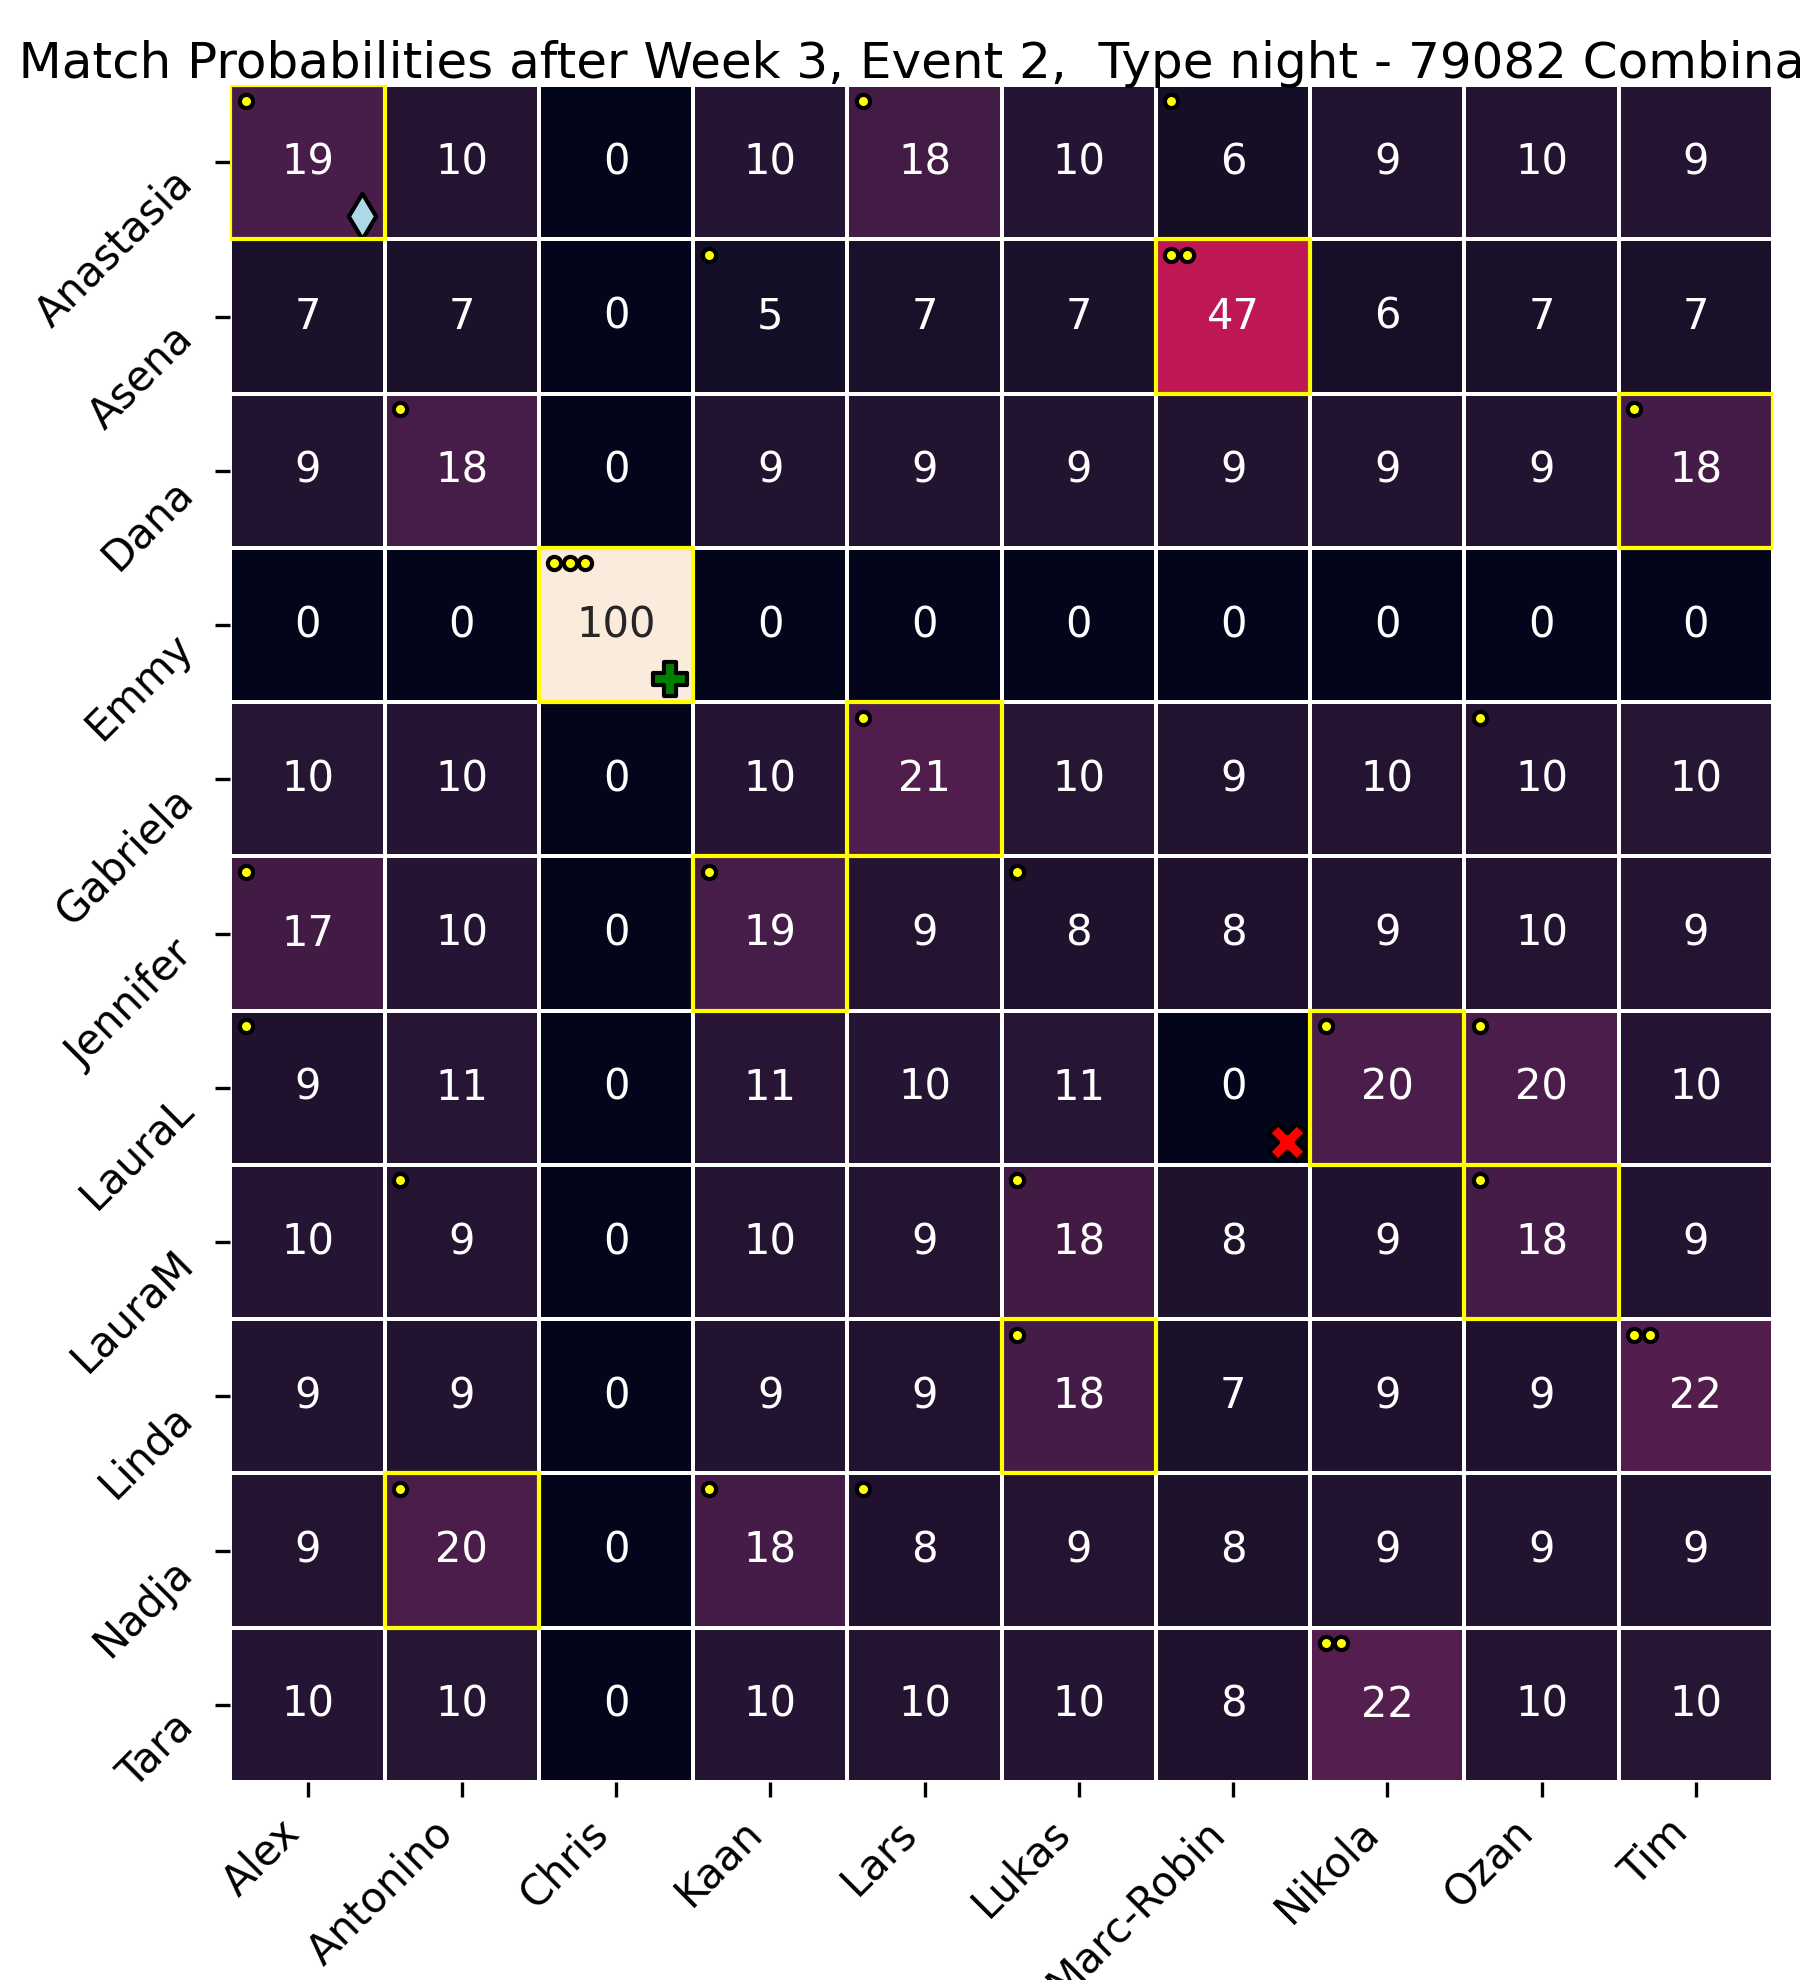 Match Probabilities after Week 3, Event 2, Type night - 79082 Combina
Anastasia 19 10 0 10 18 10 6 9 10 9
Asena 7 7 0 5 7 7 47 6 7 7
Dana 9 18 0 9 9 9 9 9 9 18
Emmy 0 0 100 0 0 0 0 0 0 0
Gabriela 10 10 0 10 21 10 9 10 10 10
Jennifer 17 10 0 19 9 8 8 9 10 9
LauraL 9 11 0 11 10 11 0 20 20 10
LauraM 10 9 0 10 9 18 8 9 18 9
Linda 9 9 0 9 9 18 7 9 9 22
Nadja 9 20 0 18 8 9 8 9 9 9
Tara 10 10 0 10 10 10 8 22 10 10
Alex Antonino Chris Kaan Lars Lukas Marc-Robin Nikola Ozan Tim